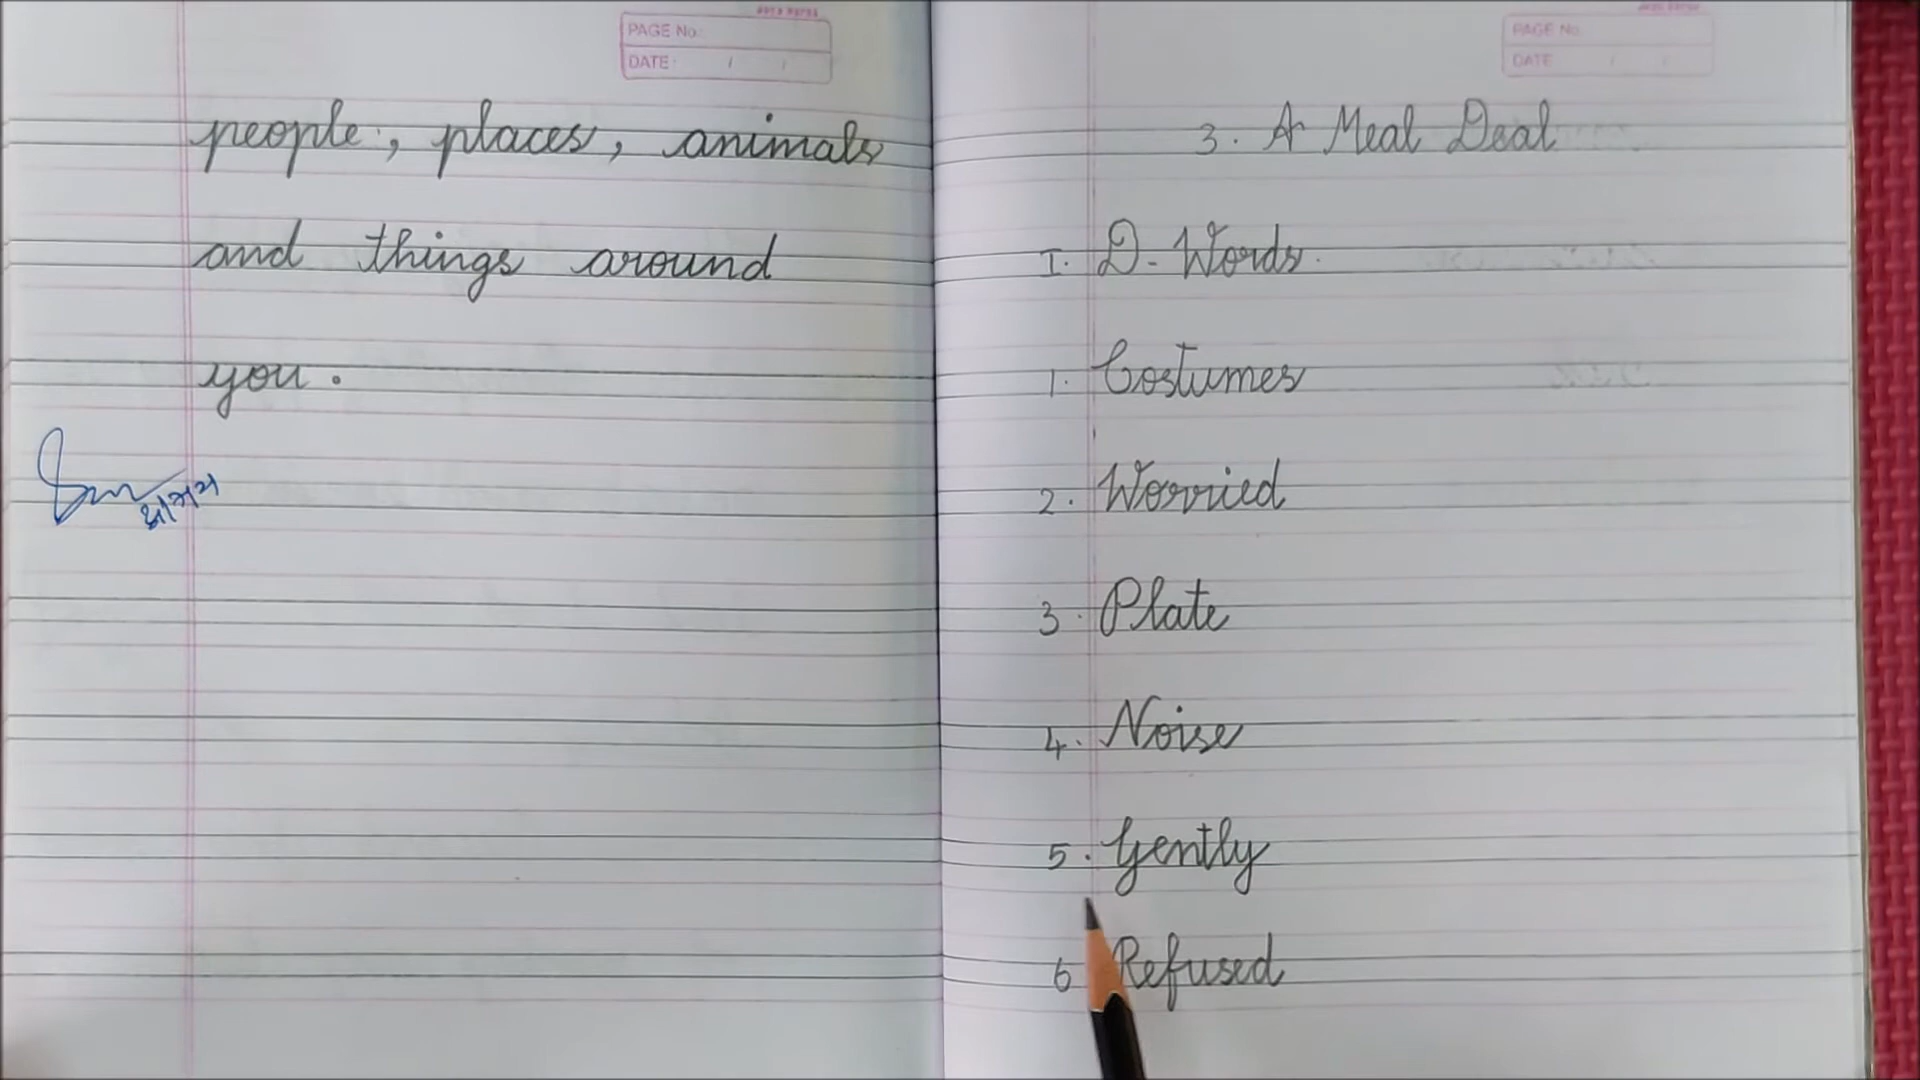 PAGE No.:
DATE: / /
people, places, animals
and things around
you.
PAGE No.
DATE / /
3. A Meal Deal
I. D. Words.
1. Costumes
2. Worried
3. Plate
4. Noise
5. Gently
6 Refused